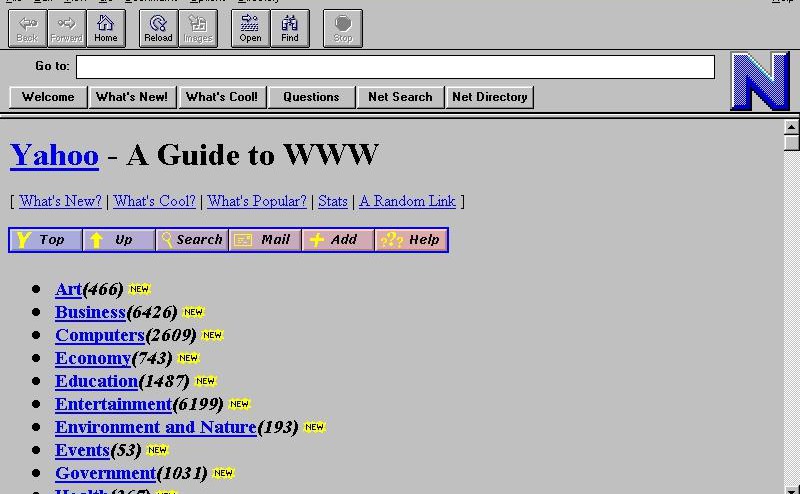 Back Forward Home Reload Images Open Find Stop
Go to:
N
Welcome What's New! What's Cool! Questions Net Search Net Directory
Yahoo - A Guide to WWW
[ What's New? | What's Cool? | What's Popular? | Stats | A Random Link ]
Y Top Up Search Mail Add ??? Help
Art(466) NEW
Business(6426) NEW
Computers(2609) NEW
Economy(743) NEW
Education(1487) NEW
Entertainment(6199) NEW
Environment and Nature(193) NEW
Events(53) NEW
Government(1031) NEW